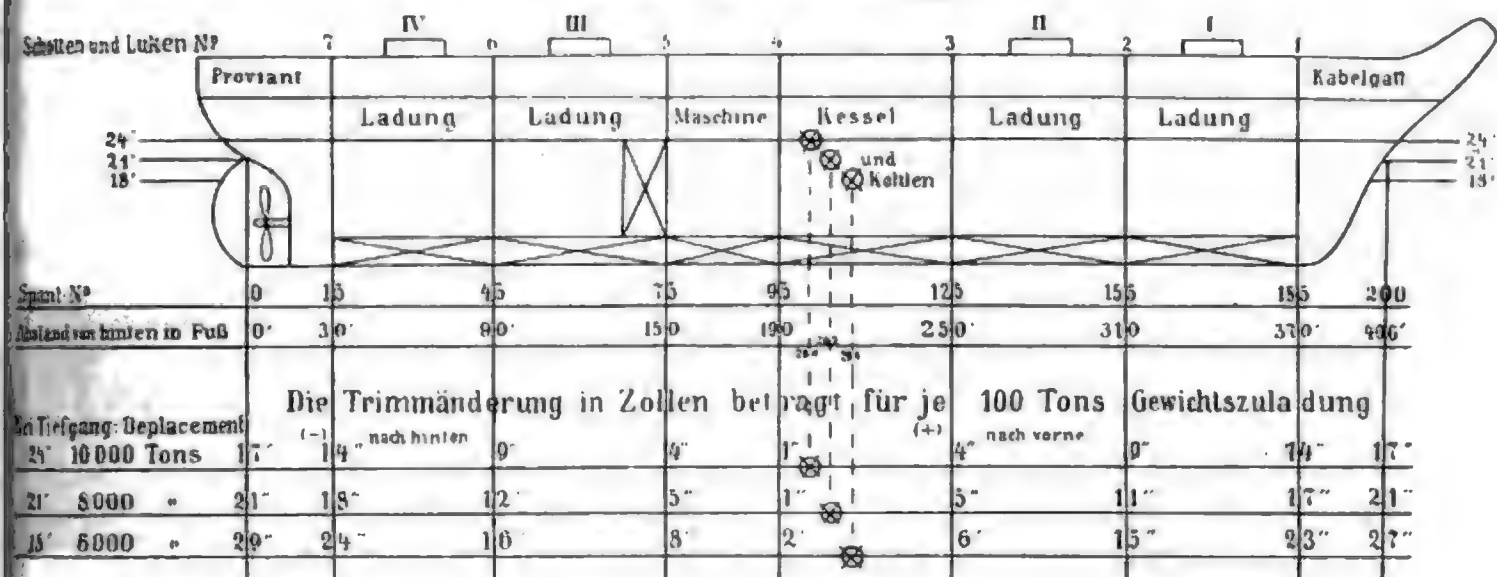 IV III II I
Schotten und Luken Nº 7 6 5 4 3 2 1
Proviant Kabelgatt
Ladung Ladung Maschine Kessel Ladung Ladung
24' 24'
21' und 21'
18' Kohlen 18'
Spant Nº 0 15 45 75 95 125 155 185 200
Abstand von hinten in Fuß 0' 30' 90' 150 190 250' 310 370' 400'
Die Trimmänderung in Zollen beträgt für je 100 Tons Gewichtszuladung
Bei Tiefgang: Deplacement (-) nach hinten (+) nach vorne
24' 10000 Tons 17" 14" 9" 4" 1" 4" 9" 14" 17"
21' 8000 " 21" 18" 12" 5" 1" 5" 11" 17" 21"
18' 6000 " 29" 24" 16" 8" 2" 6" 15" 23" 27"